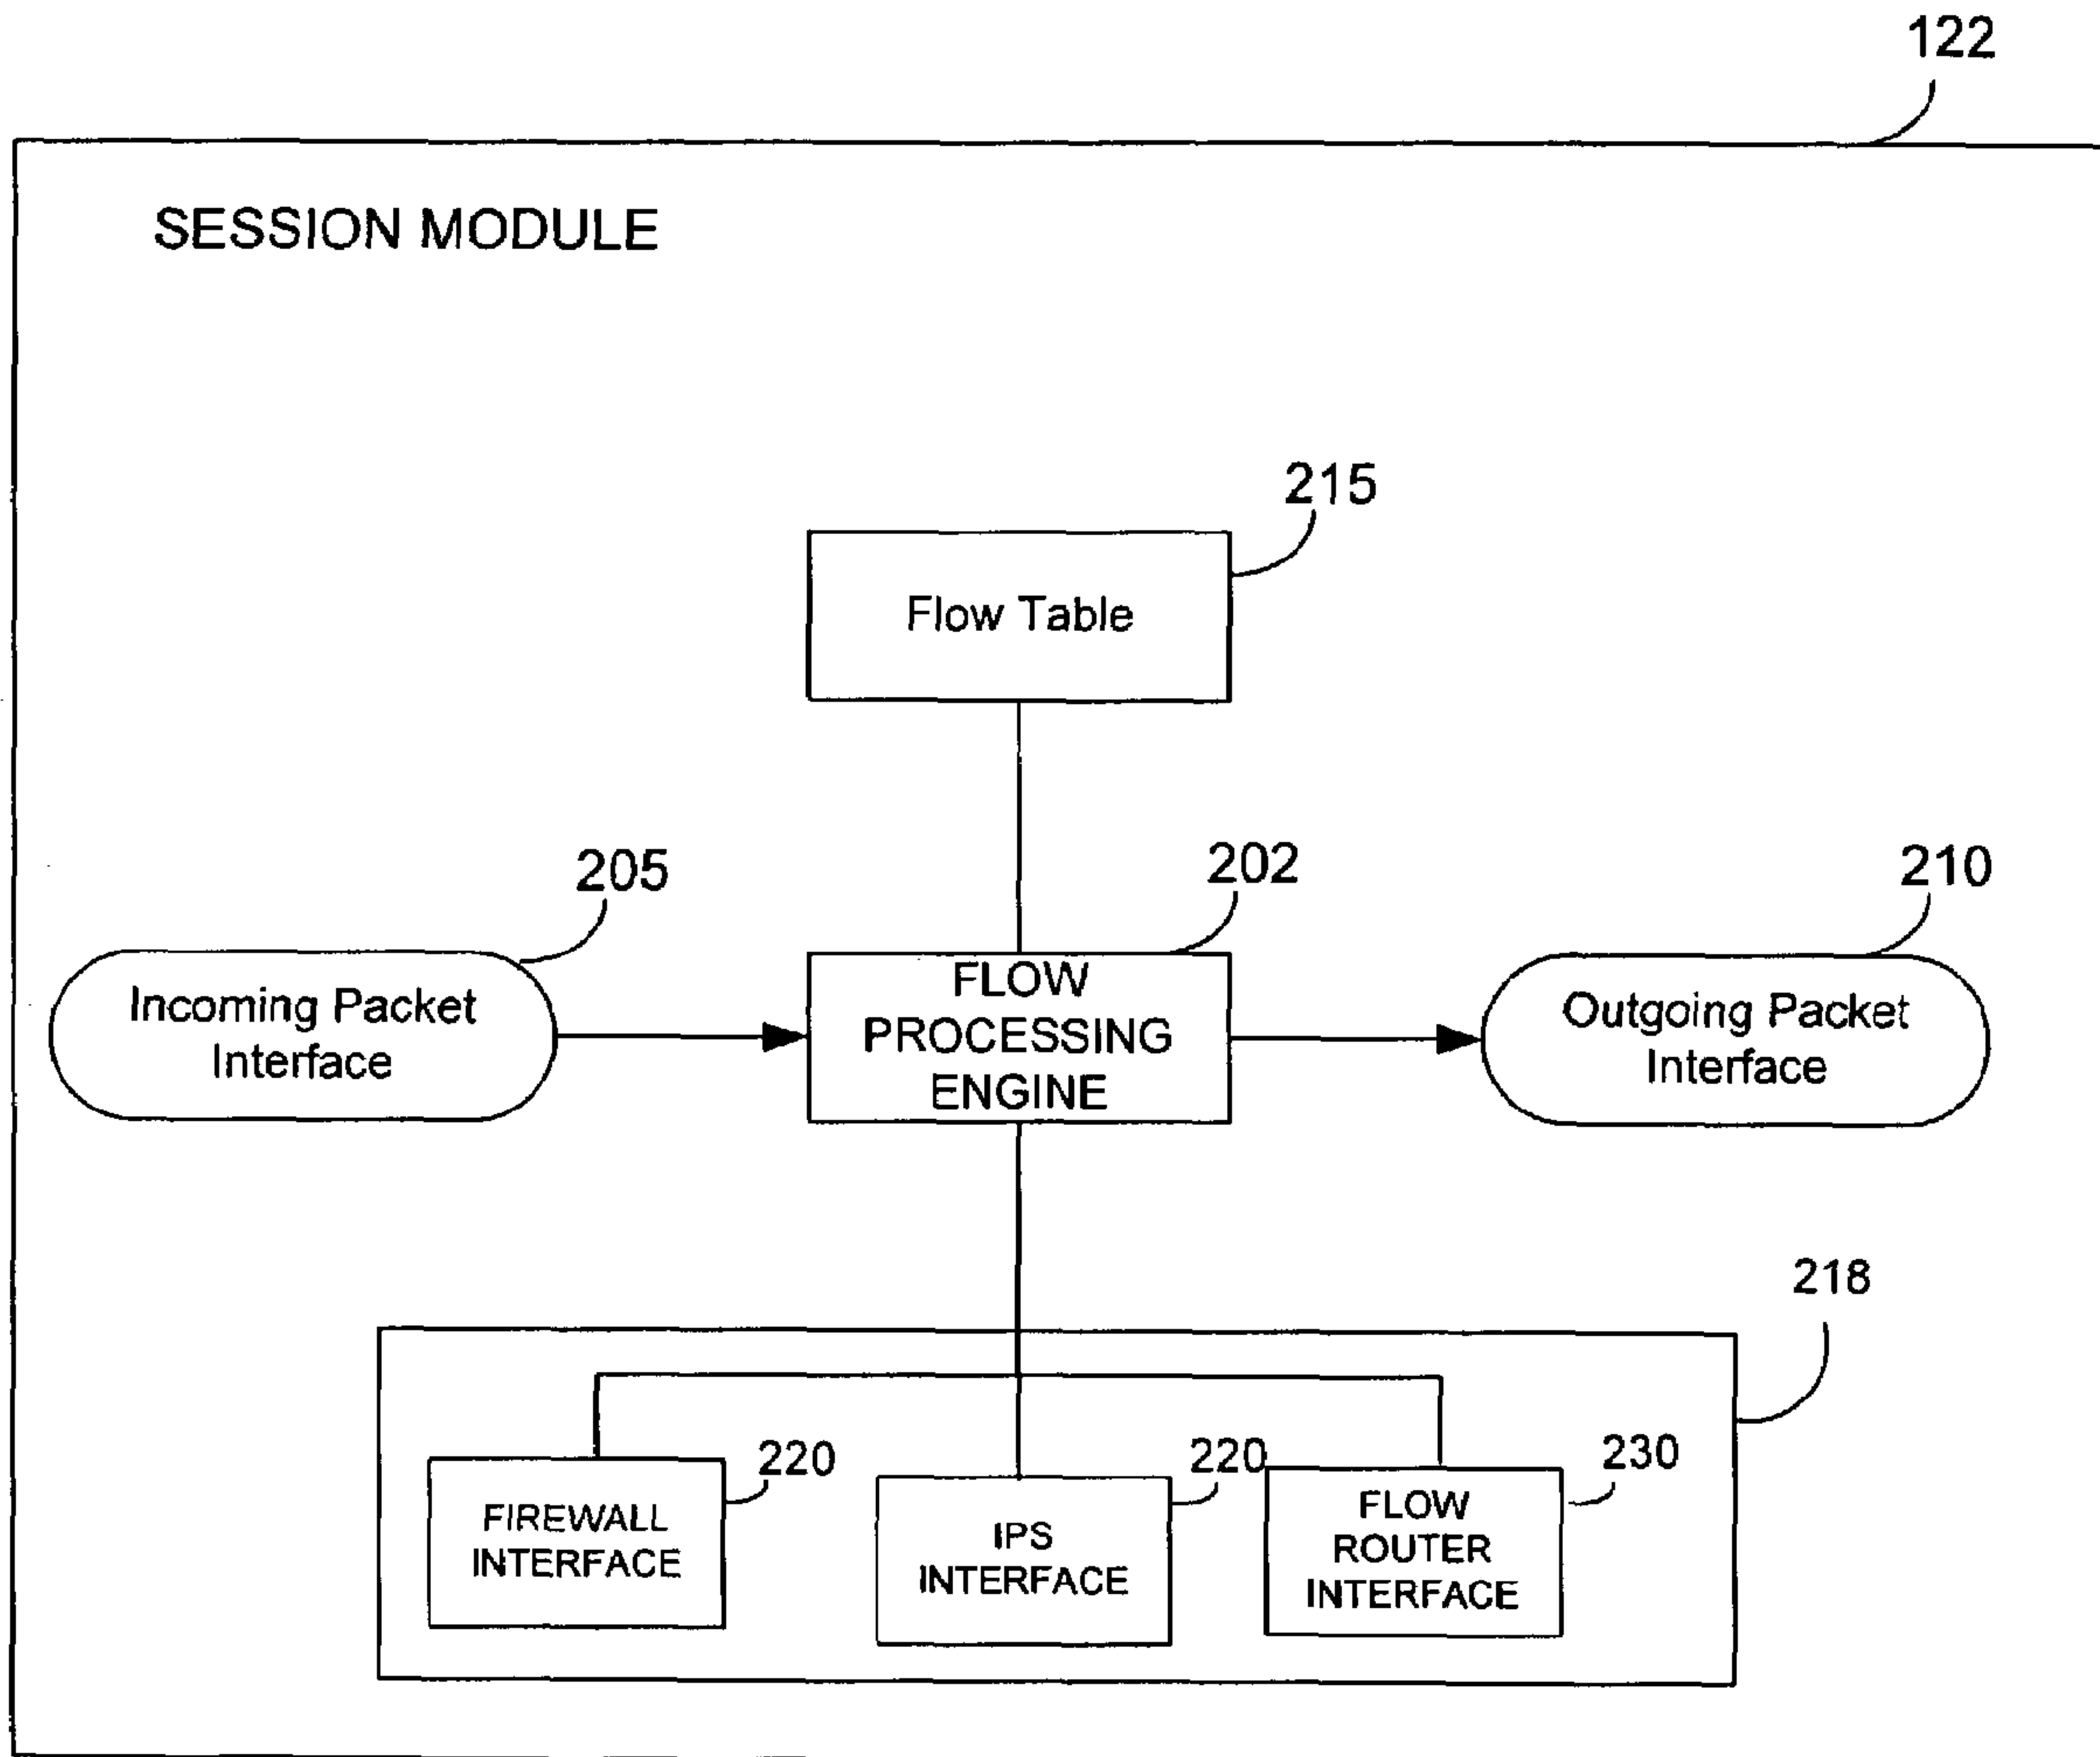 122
SESSION MODULE
215
Flow Table
205
202
210
Incoming Packet
Interface
FLOW
PROCESSING
ENGINE
Outgoing Packet
Interface
218
220
220
230
FIREWALL
INTERFACE
IPS
INTERFACE
FLOW
ROUTER
INTERFACE